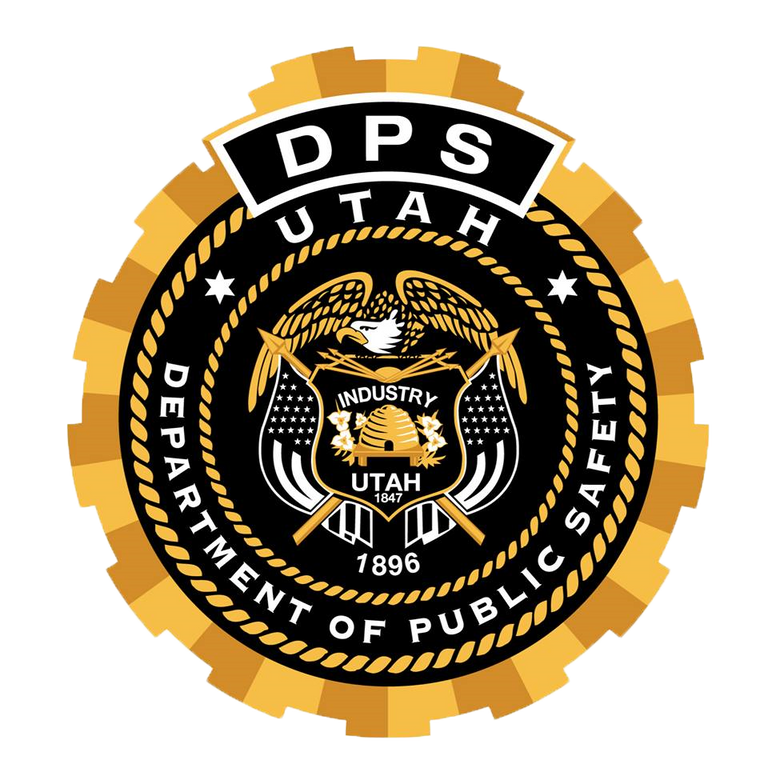 DPS
UTAH
DEPARTMENT OF PUBLIC SAFETY
INDUSTRY
UTAH
1847
1896